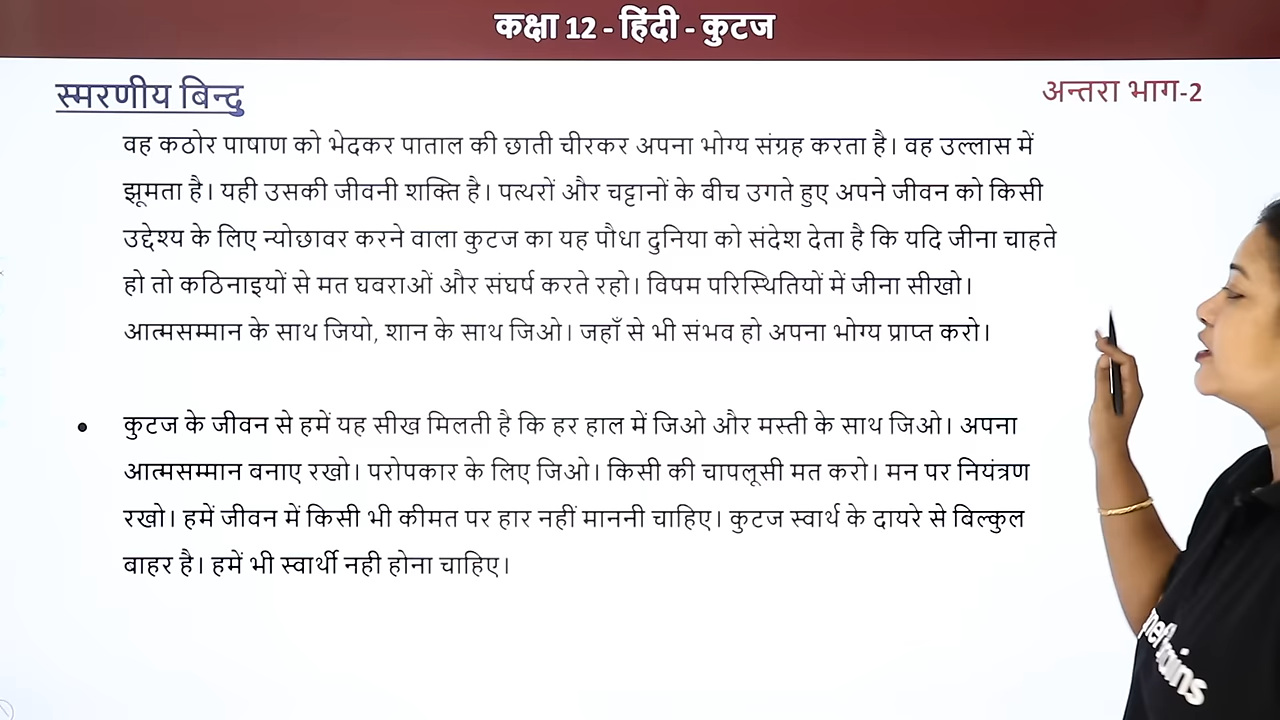 कक्षा 12 - हिंदी - कुटज
स्मरणीय बिन्दु
अन्तरा भाग-2
वह कठोर पाषाण को भेदकर पाताल की छाती चीरकर अपना भोग्य संग्रह करता है। वह उल्लास में
झूमता है। यही उसकी जीवनी शक्ति है। पत्थरों और चट्टानों के बीच उगते हुए अपने जीवन को किसी
उद्देश्य के लिए न्योछावर करने वाला कुटज का यह पौधा दुनिया को संदेश देता है कि यदि जीना चाहते
हो तो कठिनाइयों से मत घबराओं और संघर्ष करते रहो। विषम परिस्थितियों में जीना सीखो।
आत्मसम्मान के साथ जियो, शान के साथ जिओ। जहाँ से भी संभव हो अपना भोग्य प्राप्त करो।
• कुटज के जीवन से हमें यह सीख मिलती है कि हर हाल में जिओ और मस्ती के साथ जिओ। अपना
आत्मसम्मान बनाए रखो। परोपकार के लिए जिओ। किसी की चापलूसी मत करो। मन पर नियंत्रण
रखो। हमें जीवन में किसी भी कीमत पर हार नहीं माननी चाहिए। कुटज स्वार्थ के दायरे से बिल्कुल
बाहर है। हमें भी स्वार्थी नही होना चाहिए।